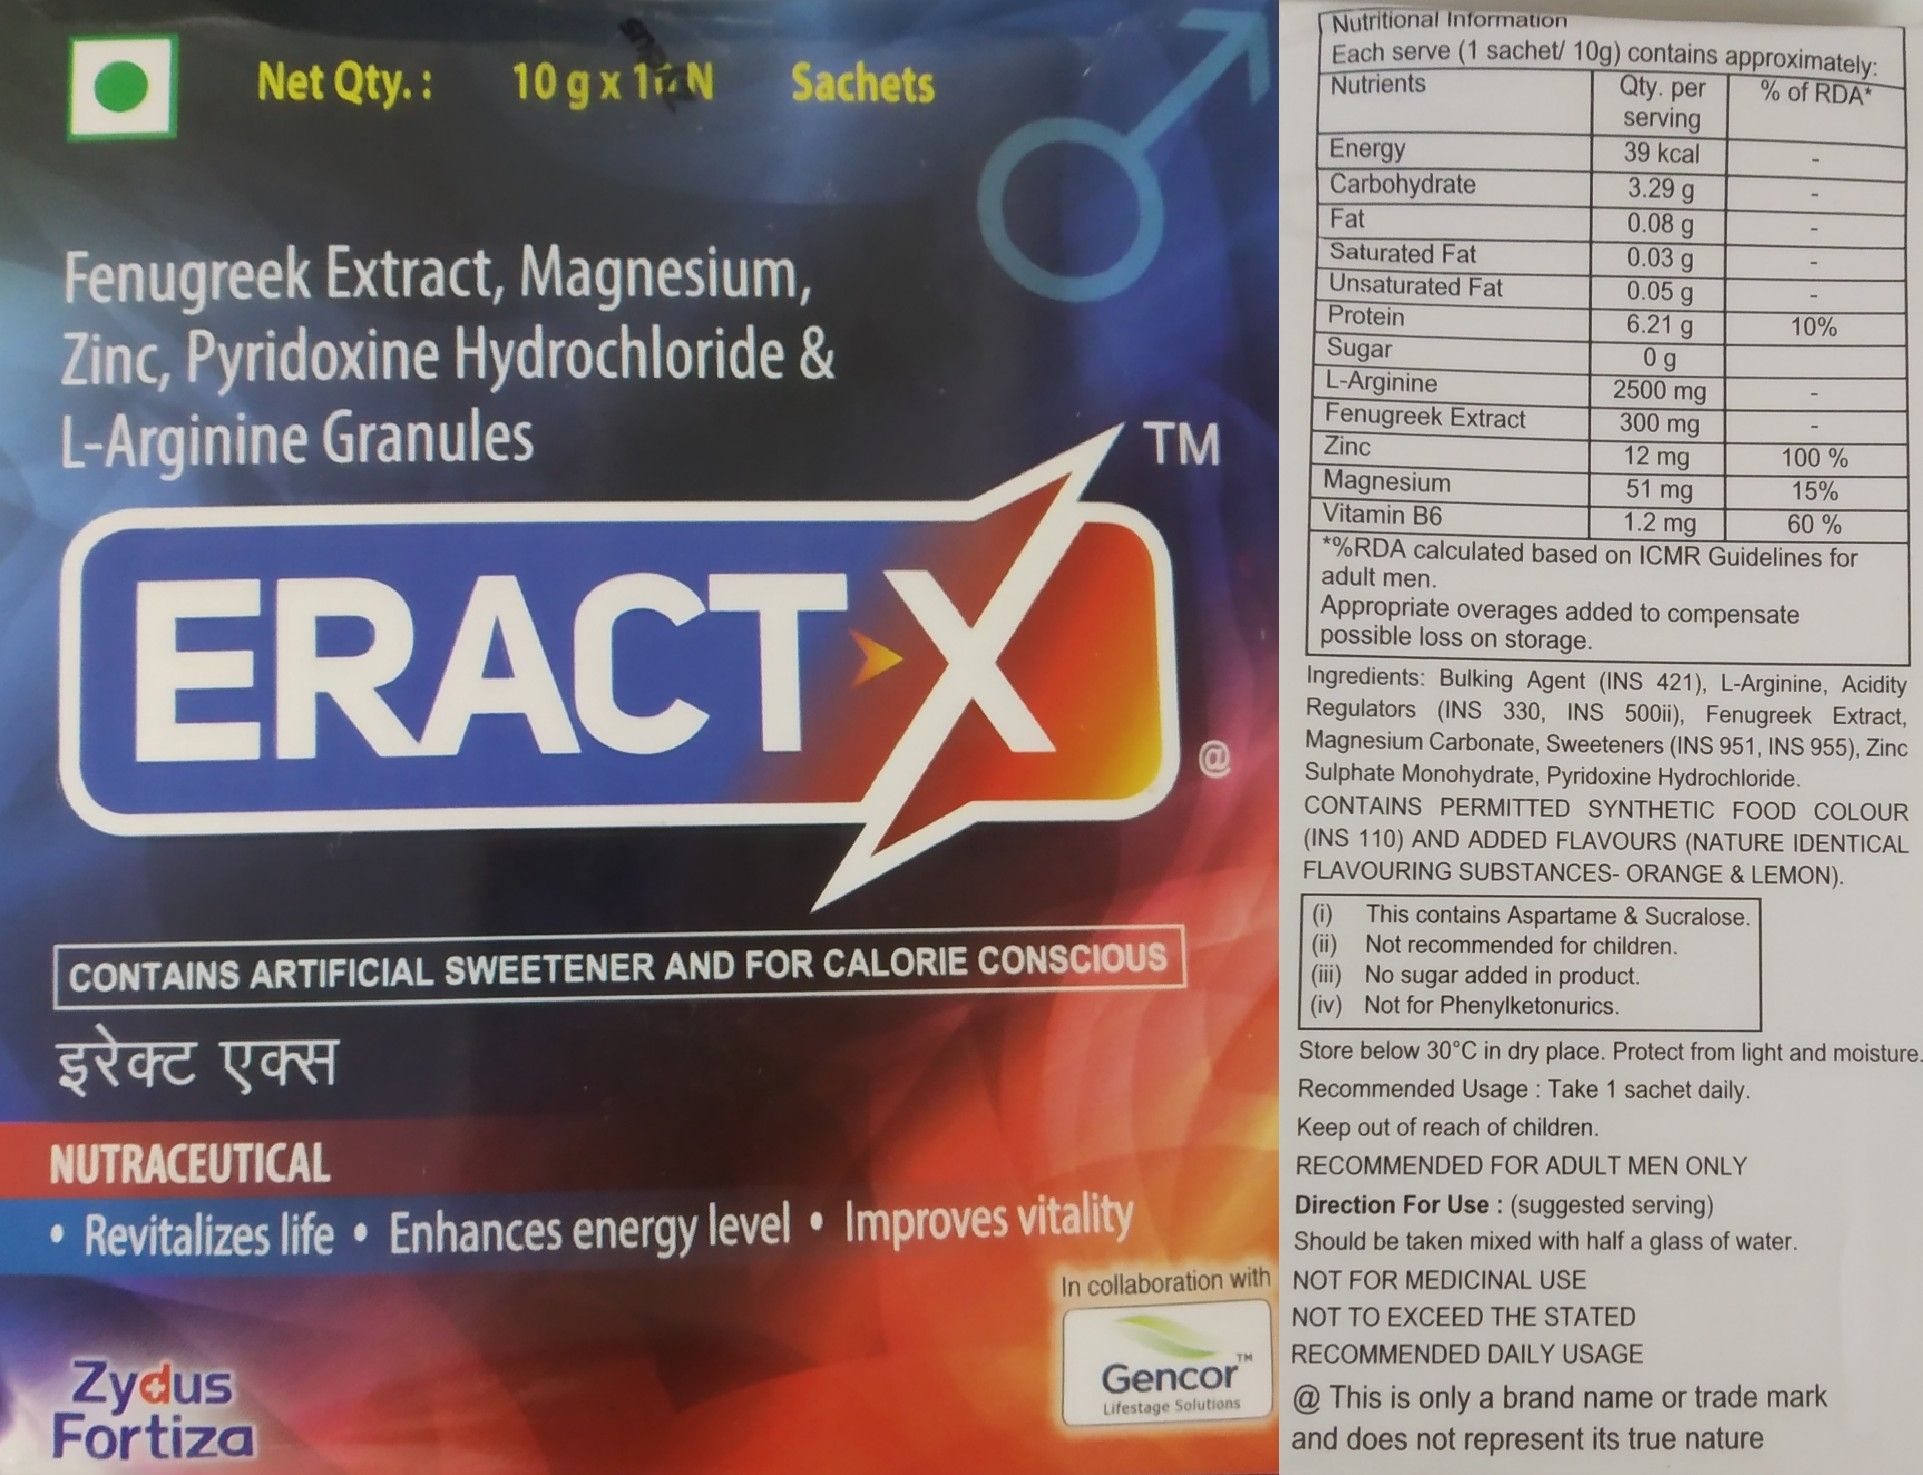 Net Qty. : 10 g x N Sachets
Fenugreek Extract, Magnesium,
Zinc, Pyridoxine Hydrochloride &
L-Arginine Granules
TM
ERACT X
@
CONTAINS ARTIFICIAL SWEETENER AND FOR CALORIE CONSCIOUS
इरेक्ट एक्स
NUTRACEUTICAL
• Revitalizes life • Enhances energy level • Improves vitality
In collaboration with
Gencor TM
Lifestage Solutions
Zydus
Fortiza
Nutritional Information
Each serve (1 sachet/ 10g) contains approximately:
Nutrients Qty. per serving % of RDA*
Energy 39 kcal -
Carbohydrate 3.29 g -
Fat 0.08 g -
Saturated Fat 0.03 g -
Unsaturated Fat 0.05 g -
Protein 6.21 g 10%
Sugar 0 g
L-Arginine 2500 mg -
Fenugreek Extract 300 mg -
Zinc 12 mg 100 %
Magnesium 51 mg 15%
Vitamin B6 1.2 mg 60 %
*%RDA calculated based on ICMR Guidelines for
adult men.
Appropriate overages added to compensate
possible loss on storage.
Ingredients: Bulking Agent (INS 421), L-Arginine, Acidity
Regulators (INS 330, INS 500ii), Fenugreek Extract,
Magnesium Carbonate, Sweeteners (INS 951, INS 955), Zinc
Sulphate Monohydrate, Pyridoxine Hydrochloride.
CONTAINS PERMITTED SYNTHETIC FOOD COLOUR
(INS 110) AND ADDED FLAVOURS (NATURE IDENTICAL
FLAVOURING SUBSTANCES- ORANGE & LEMON).
(i) This contains Aspartame & Sucralose.
(ii) Not recommended for children.
(iii) No sugar added in product.
(iv) Not for Phenylketonurics.
Store below 30°C in dry place. Protect from light and moisture.
Recommended Usage : Take 1 sachet daily.
Keep out of reach of children.
RECOMMENDED FOR ADULT MEN ONLY
Direction For Use : (suggested serving)
Should be taken mixed with half a glass of water.
NOT FOR MEDICINAL USE
NOT TO EXCEED THE STATED
RECOMMENDED DAILY USAGE
@ This is only a brand name or trade mark
and does not represent its true nature